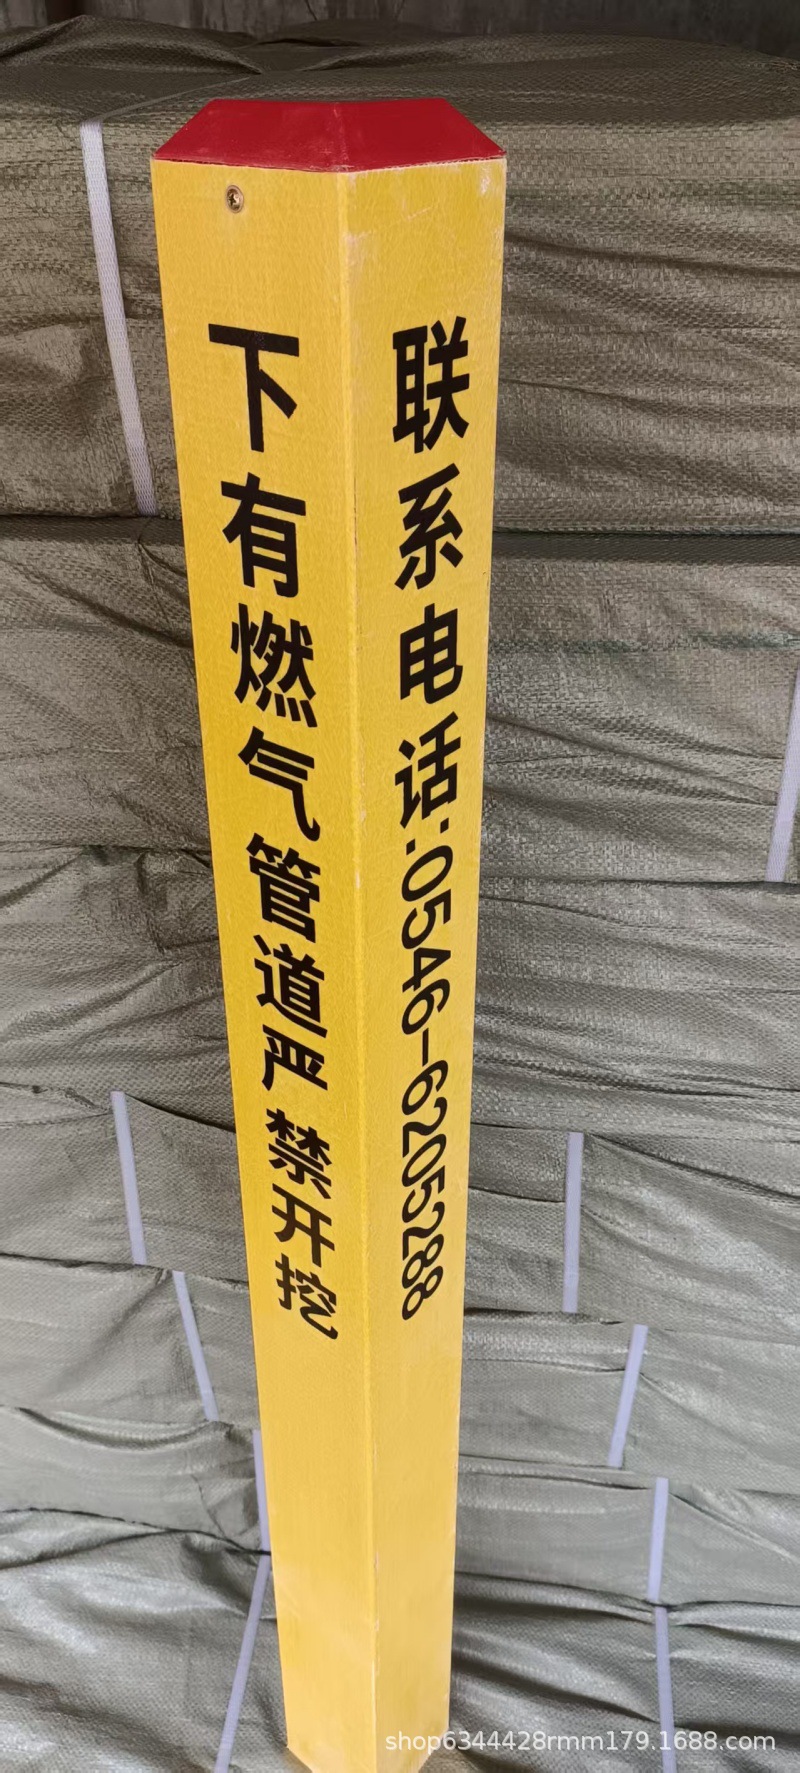 下有燃气管道严禁开挖
联系电话:0546-6205288
shop6344428rmm179.1688.com